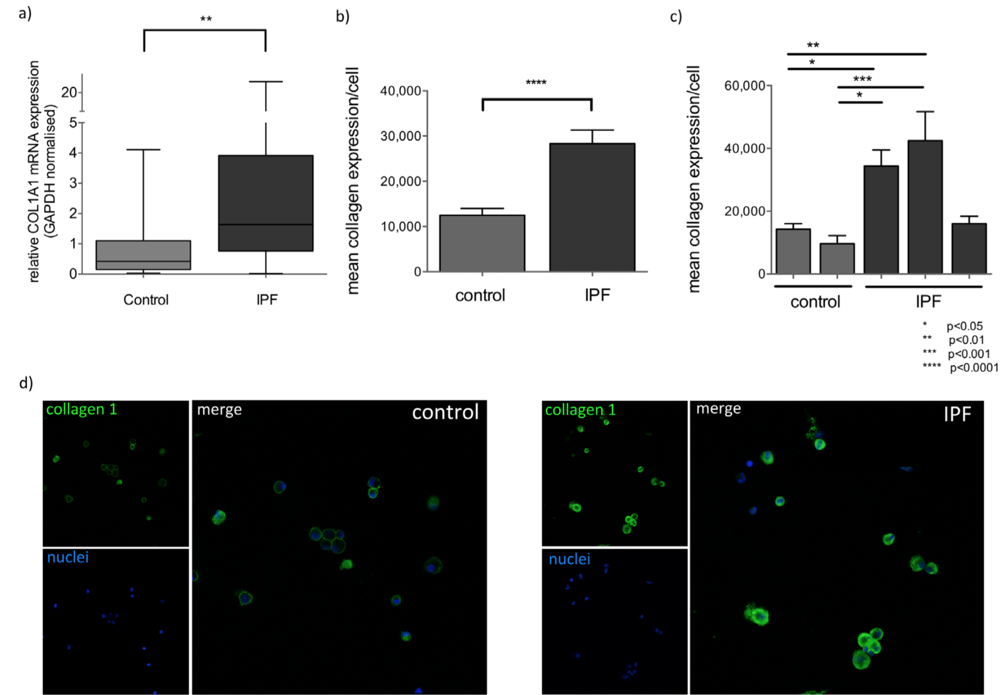 a)
**
relative COL1A1 mRNA expression
(GAPDH normalised)
20
5
4
3
2
1
0
Control
IPF
b)
****
mean collagen expression/cell
40,000
30,000
20,000
10,000
0
control
IPF
c)
**
*
***
*
mean collagen expression/cell
60,000
40,000
20,000
0
control
IPF
* p<0.05
** p<0.01
*** p<0.001
**** p<0.0001
d)
collagen 1
merge
control
nuclei
collagen 1
merge
IPF
nuclei